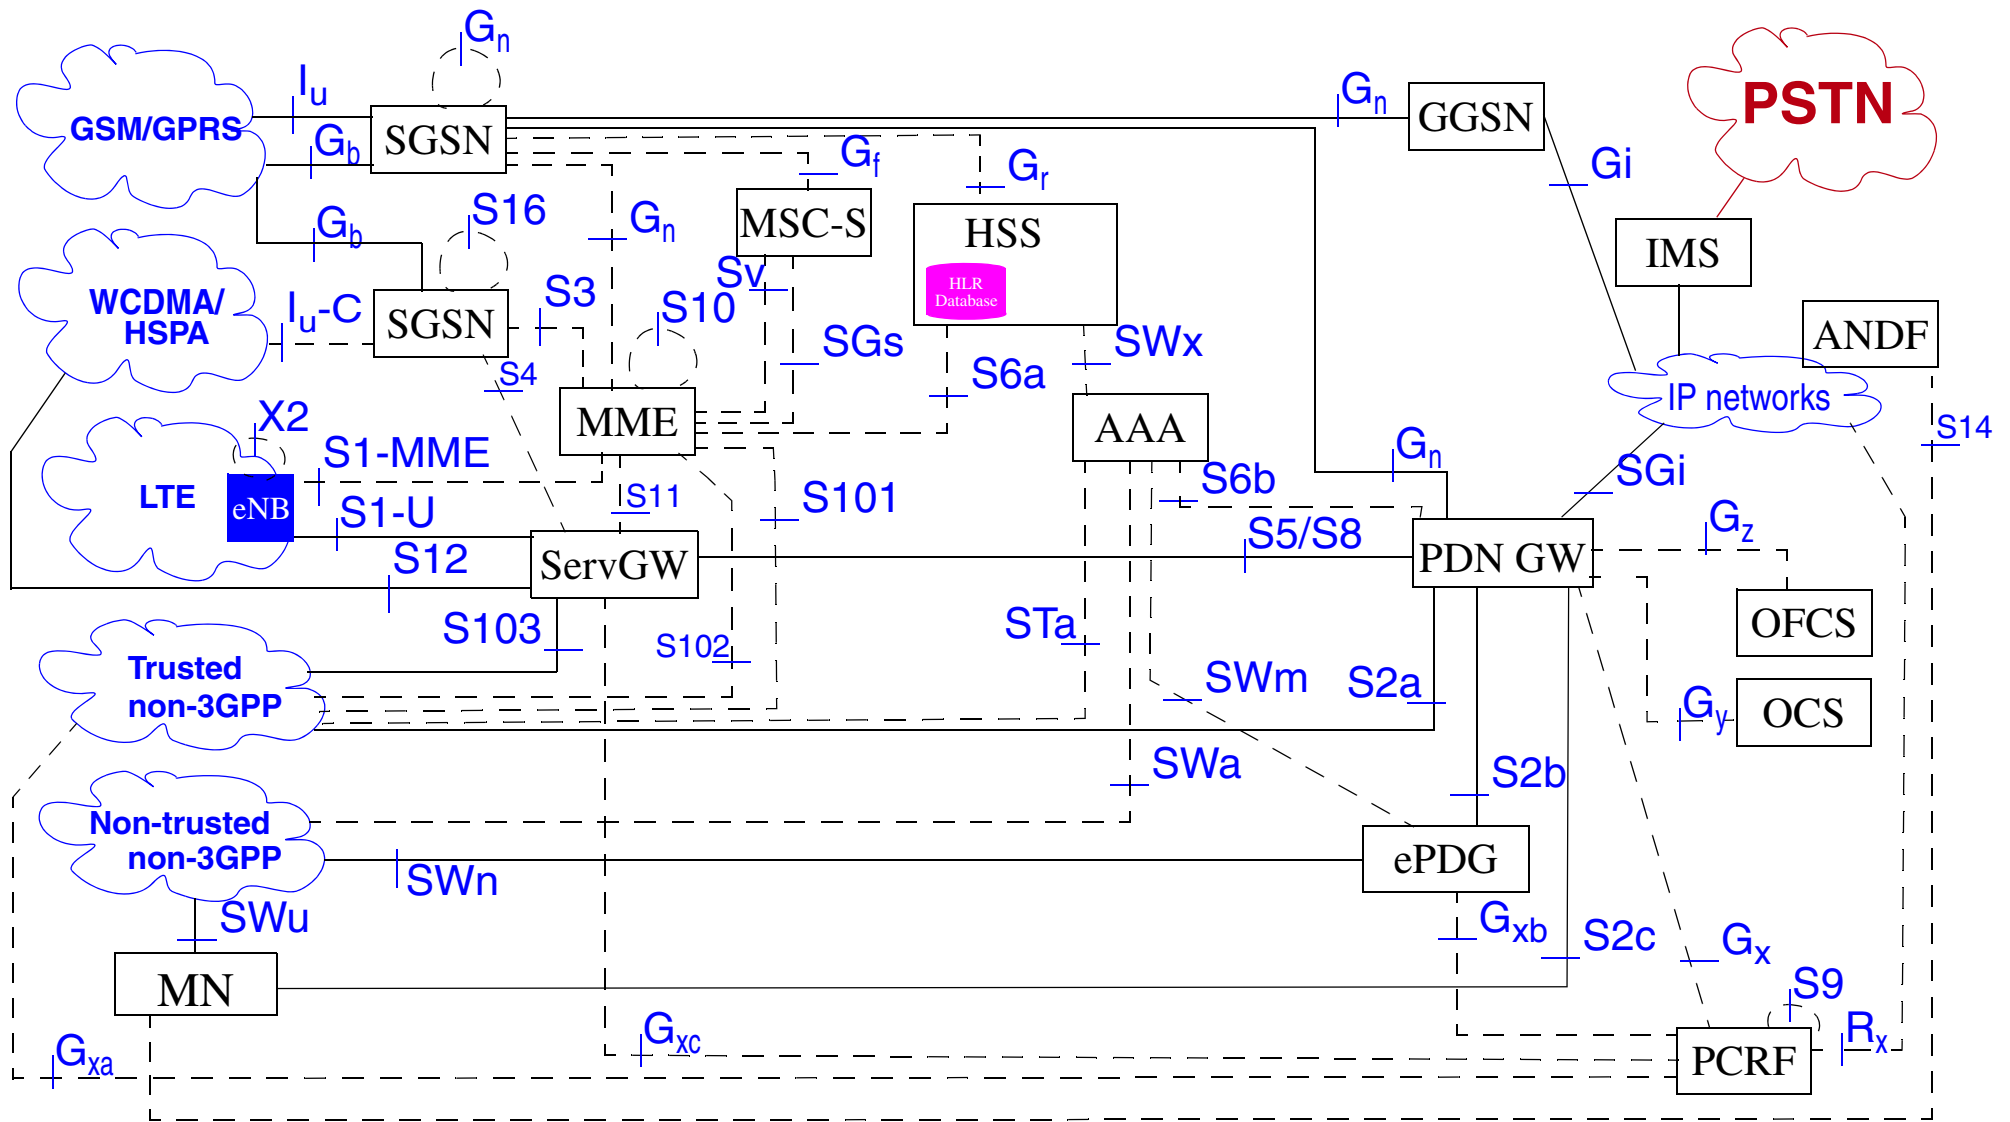 Gn
Iu
GSM/GPRS
SGSN
Gb
Gn
GGSN
PSTN
Gf
Gr
Gi
S16
Gb
Gn
MSC-S
HSS
IMS
Sv
HLR
Database
WCDMA/
HSPA
Iu-C
SGSN
S3
S10
SGs
SWx
ANDF
S4
S6a
IP networks
X2
MME
AAA
S14
S1-MME
Gn
LTE
eNB
S11
S101
S6b
SGi
S1-U
S5/S8
Gz
S12
ServGW
PDN GW
S103
S102
STa
OFCS
Trusted
non-3GPP
SWm
S2a
Gy
OCS
SWa
S2b
Non-trusted
non-3GPP
SWn
ePDG
SWu
Gxb
S2c
Gx
MN
S9
Gxa
Gxc
Rx
PCRF